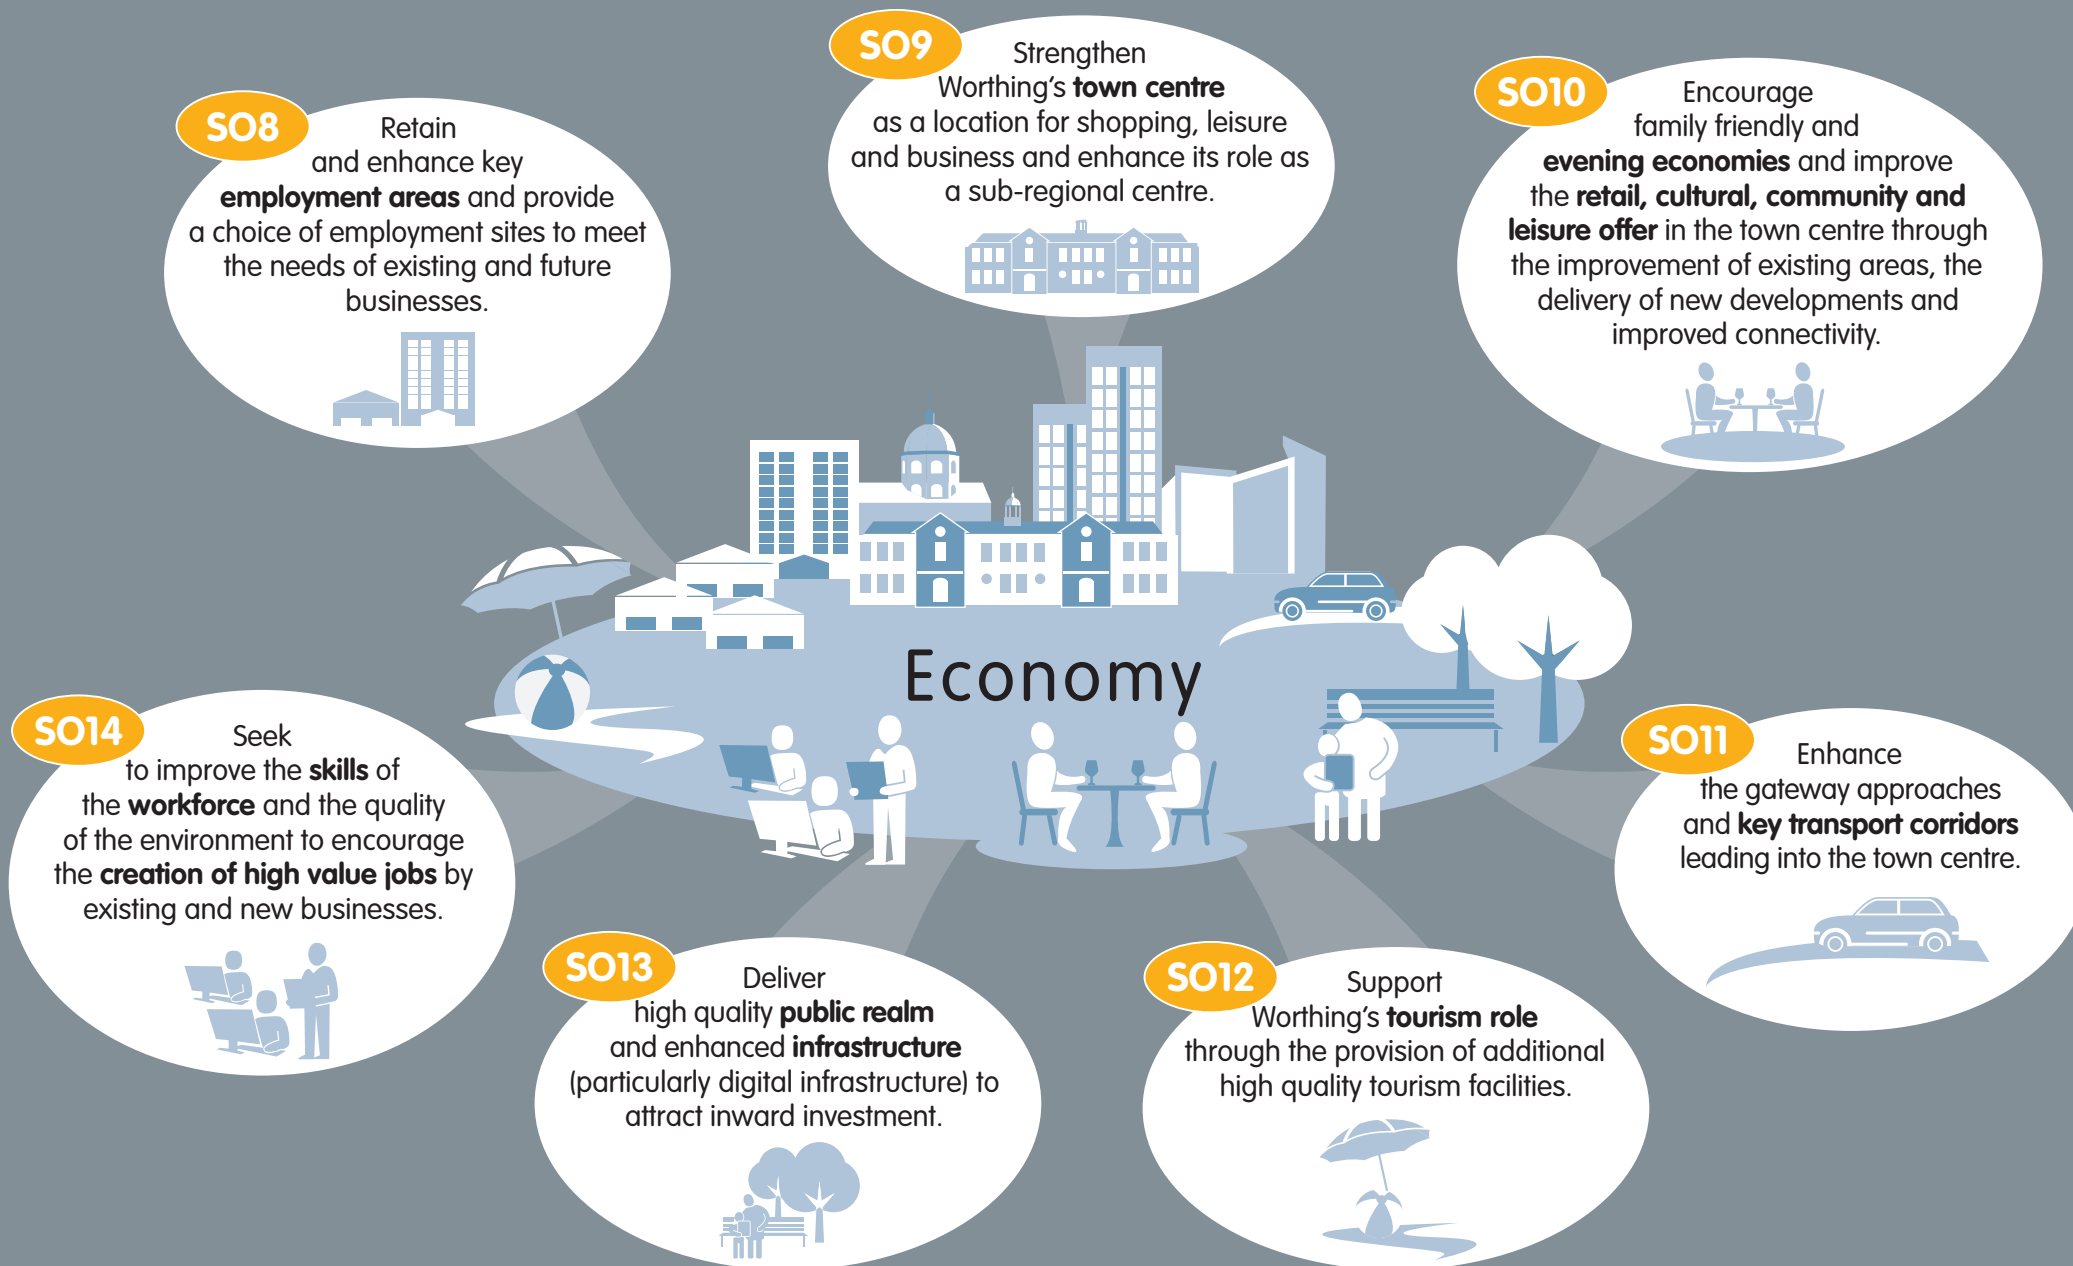 SO8
Retain
and enhance key
employment areas and provide
a choice of employment sites to meet
the needs of existing and future
businesses.
SO9
Strengthen
Worthing's town centre
as a location for shopping, leisure
and business and enhance its role as
a sub-regional centre.
SO10
Encourage
family friendly and
evening economies and improve
the retail, cultural, community and
leisure offer in the town centre through
the improvement of existing areas, the
delivery of new developments and
improved connectivity.
Economy
SO14
Seek
to improve the skills of
the workforce and the quality
of the environment to encourage
the creation of high value jobs by
existing and new businesses.
SO11
Enhance
the gateway approaches
and key transport corridors
leading into the town centre.
SO13
Deliver
high quality public realm
and enhanced infrastructure
(particularly digital infrastructure) to
attract inward investment.
SO12
Support
Worthing's tourism role
through the provision of additional
high quality tourism facilities.